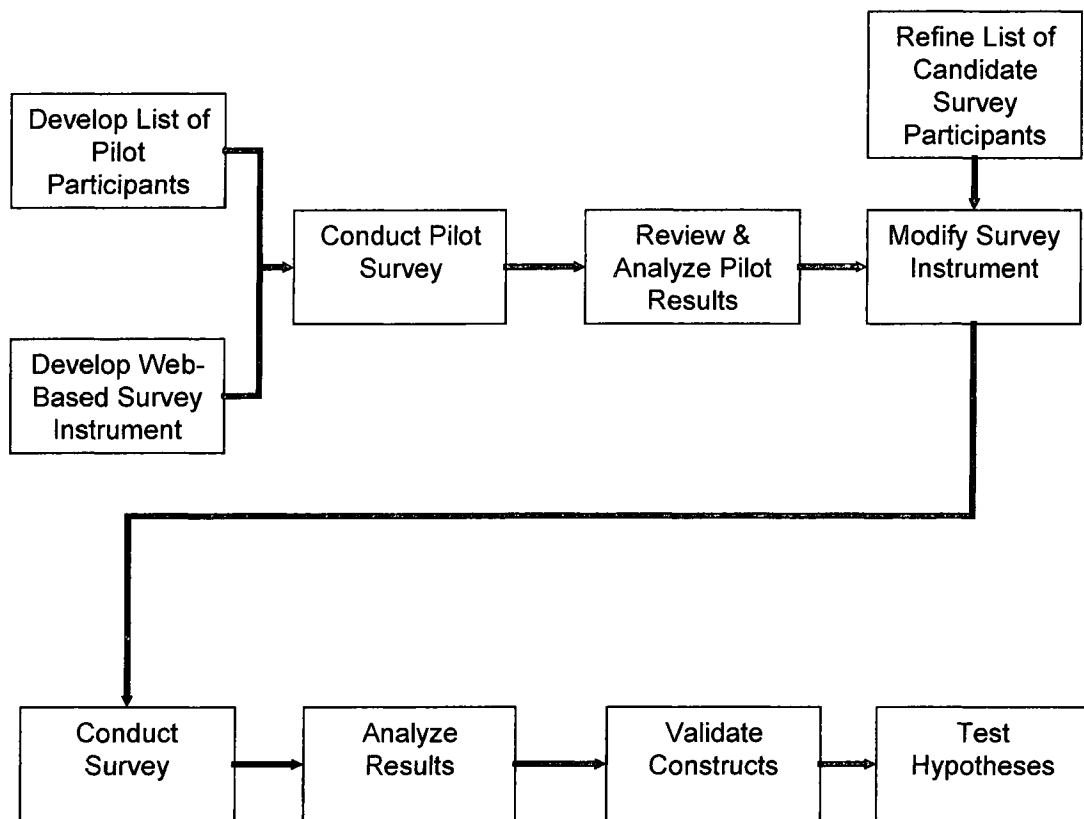 Refine List of
Candidate
Survey
Participants
Develop List of
Pilot
Participants
Conduct Pilot
Survey
Review &
Analyze Pilot
Results
Modify Survey
Instrument
Develop Web-
Based Survey
Instrument
Conduct
Survey
Analyze
Results
Validate
Constructs
Test
Hypotheses